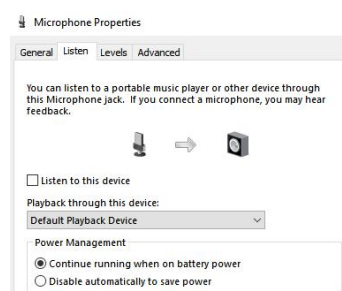 Microphone Properties
General Listen Levels Advanced
You can listen to a portable music player or other device through
this Microphone jack. If you connect a microphone, you may hear
feedback.
Listen to this device
Playback through this device:
Default Playback Device
Power Management
Continue running when on battery power
Disable automatically to save power